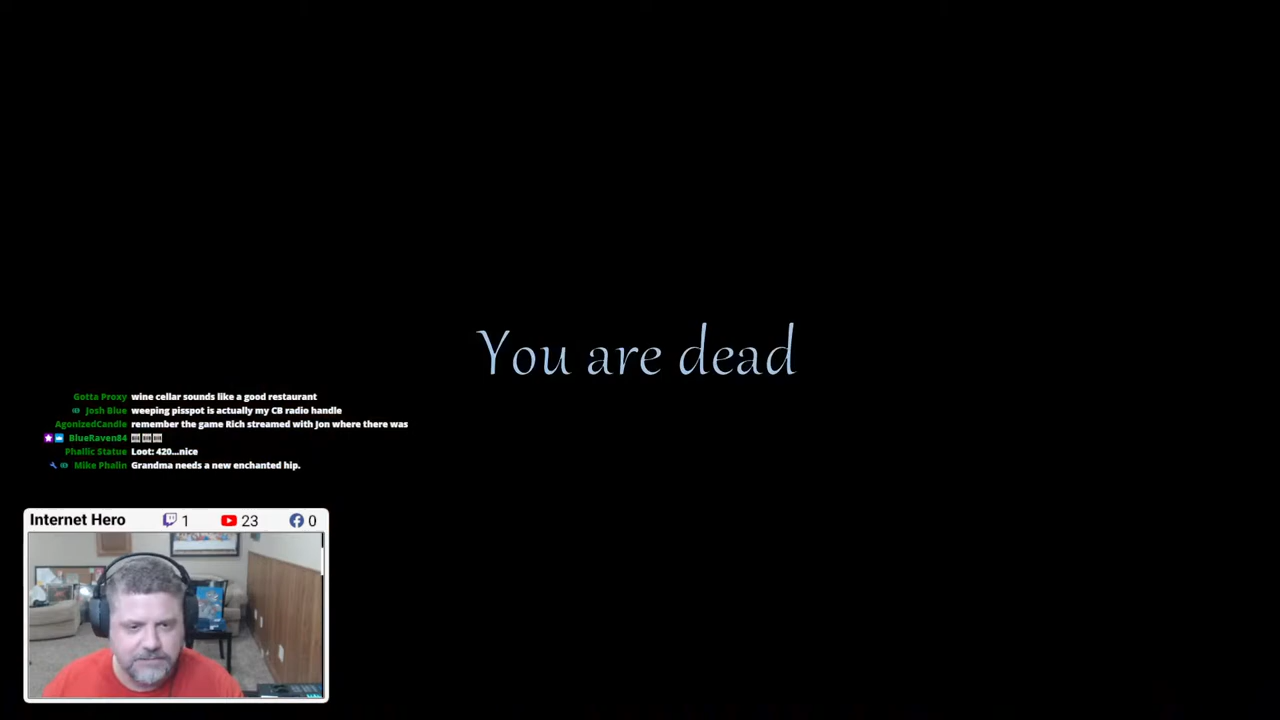 You are dead
Gotta Proxy wine cellar sounds like a good restaurant
Josh Blue weeping pisspot is actually my CB radio handle
AgonizedCandle remember the game Rich streamed with Jon where there was
BlueRaven84
Phallic Statue Loot: 420...nice
Mike Phalin Grandma needs a new enchanted hip.
Internet Hero 1 23 0